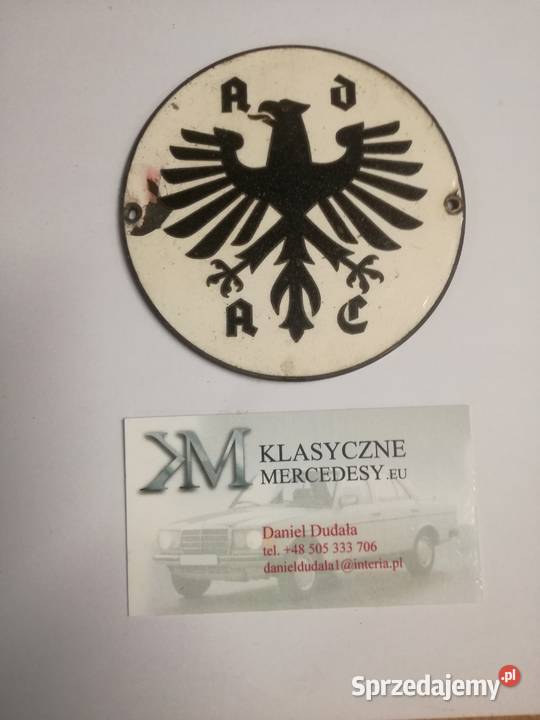 A D
A C
KM KLASYCZNE
MERCEDESY.EU
Daniel Dudała
tel. +48 505 333 706
danieldudala1@interia.pl
Sprzedajemy.pl